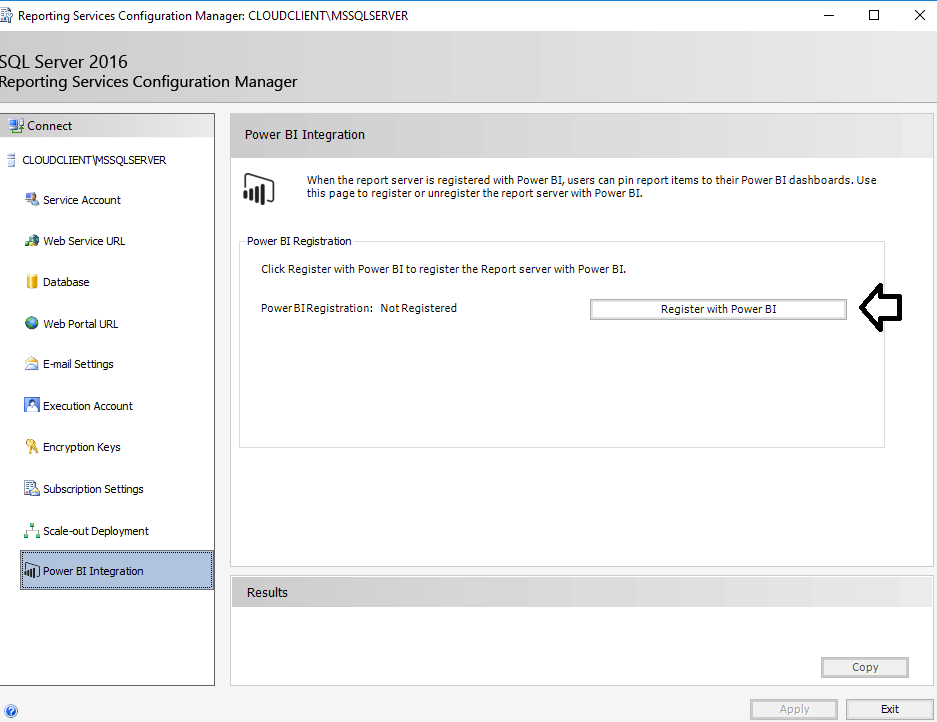 Reporting Services Configuration Manager: CLOUDCLIENT\MSSQLSERVER
SQL Server 2016
Reporting Services Configuration Manager
Connect
CLOUDCLIENT\MSSQLSERVER
Service Account
Web Service URL
Database
Web Portal URL
E-mail Settings
Execution Account
Encryption Keys
Subscription Settings
Scale-out Deployment
Power BI Integration
Power BI Integration
When the report server is registered with Power BI, users can pin report items to their Power BI dashboards. Use
this page to register or unregister the report server with Power BI.
Power BI Registration
Click Register with Power BI to register the Report server with Power BI.
Power BI Registration: Not Registered
Register with Power BI
Results
Copy
Apply
Exit